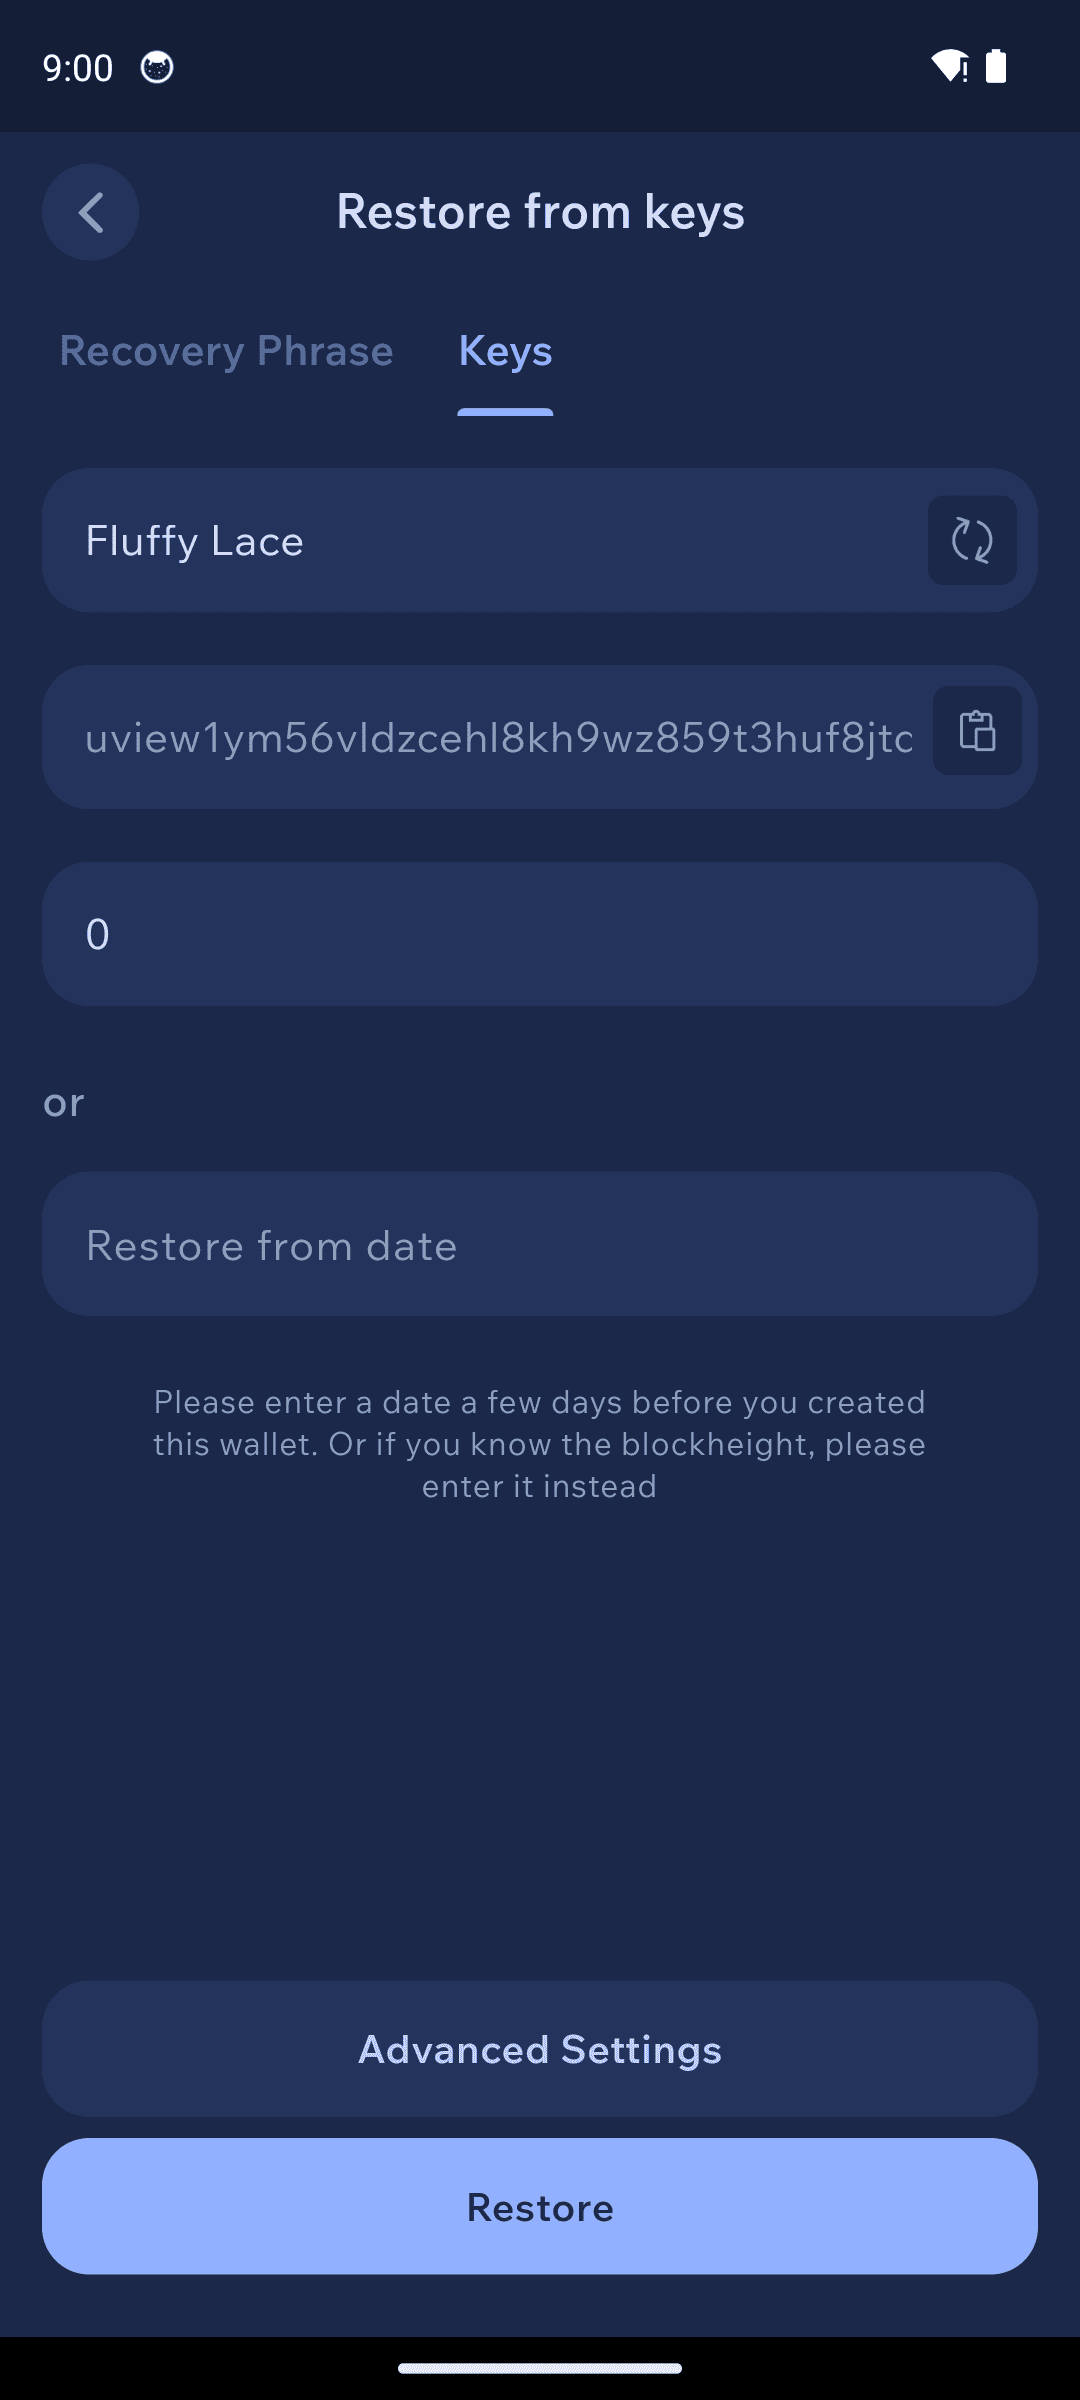 9:00
Restore from keys
Recovery Phrase Keys
Fluffy Lace
uview1ym56vldzcehl8kh9wz859t3huf8jtc
0
or
Restore from date
Please enter a date a few days before you created
this wallet. Or if you know the blockheight, please
enter it instead
Advanced Settings
Restore